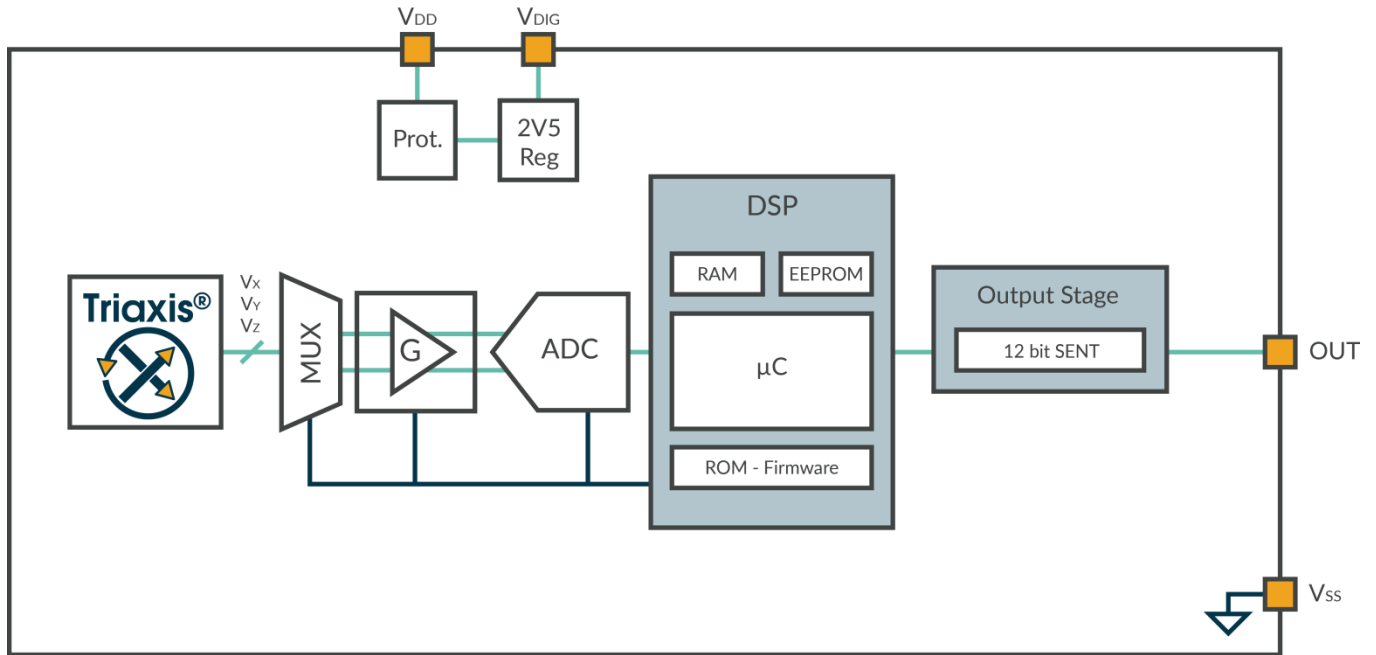 VDD
VDIG
Prot.
2V5
Reg
DSP
RAM
EEPROM
Triaxis®
VX
VY
VZ
MUX
G
ADC
μC
Output Stage
12 bit SENT
OUT
ROM - Firmware
VSS